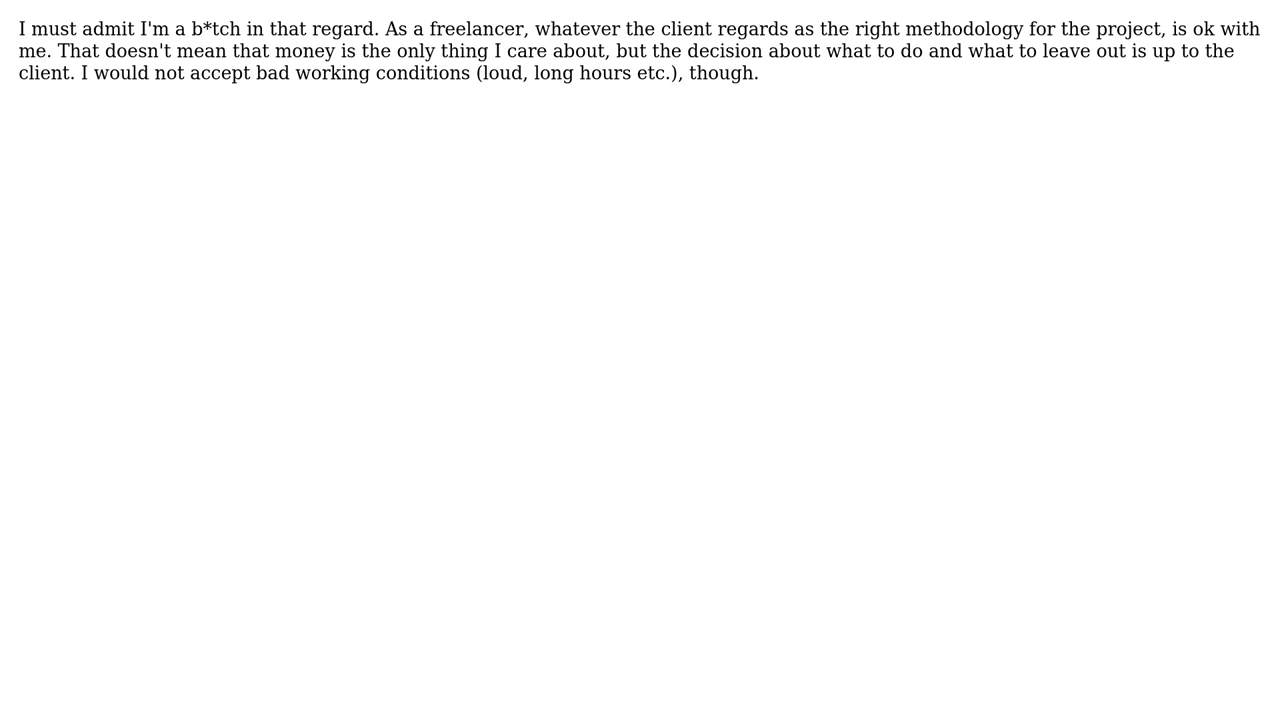 I must admit I'm a b*tch in that regard. As a freelancer, whatever the client regards as the right methodology for the project, is ok with
me. That doesn't mean that money is the only thing I care about, but the decision about what to do and what to leave out is up to the
client. I would not accept bad working conditions (loud, long hours etc.), though.